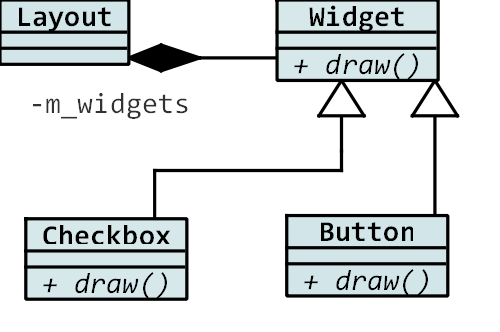 Layout
Widget
+ draw()
-m_widgets
Checkbox
+ draw()
Button
+ draw()